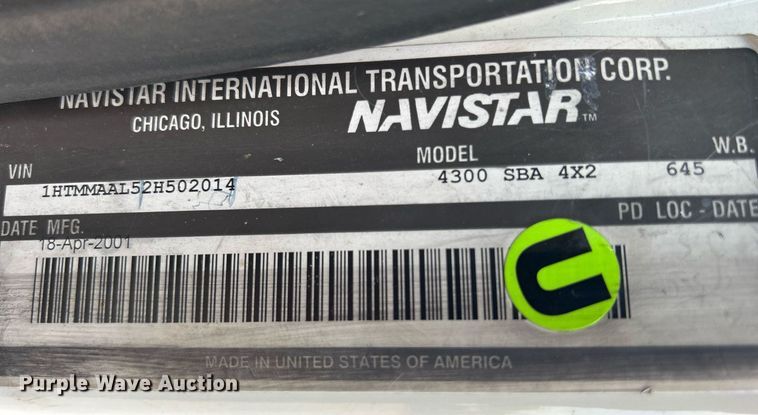 NAVISTAR INTERNATIONAL TRANSPORTATION CORP.
CHICAGO, ILLINOIS NAVISTAR TM
VIN MODEL W.B.
1HTMMAAL52H502014 4300 SBA 4X2 645
DATE MFG. PD LOC - DATE
18-Apr-2001
U
MADE IN UNITED STATES OF AMERICA
Purple Wave Auction